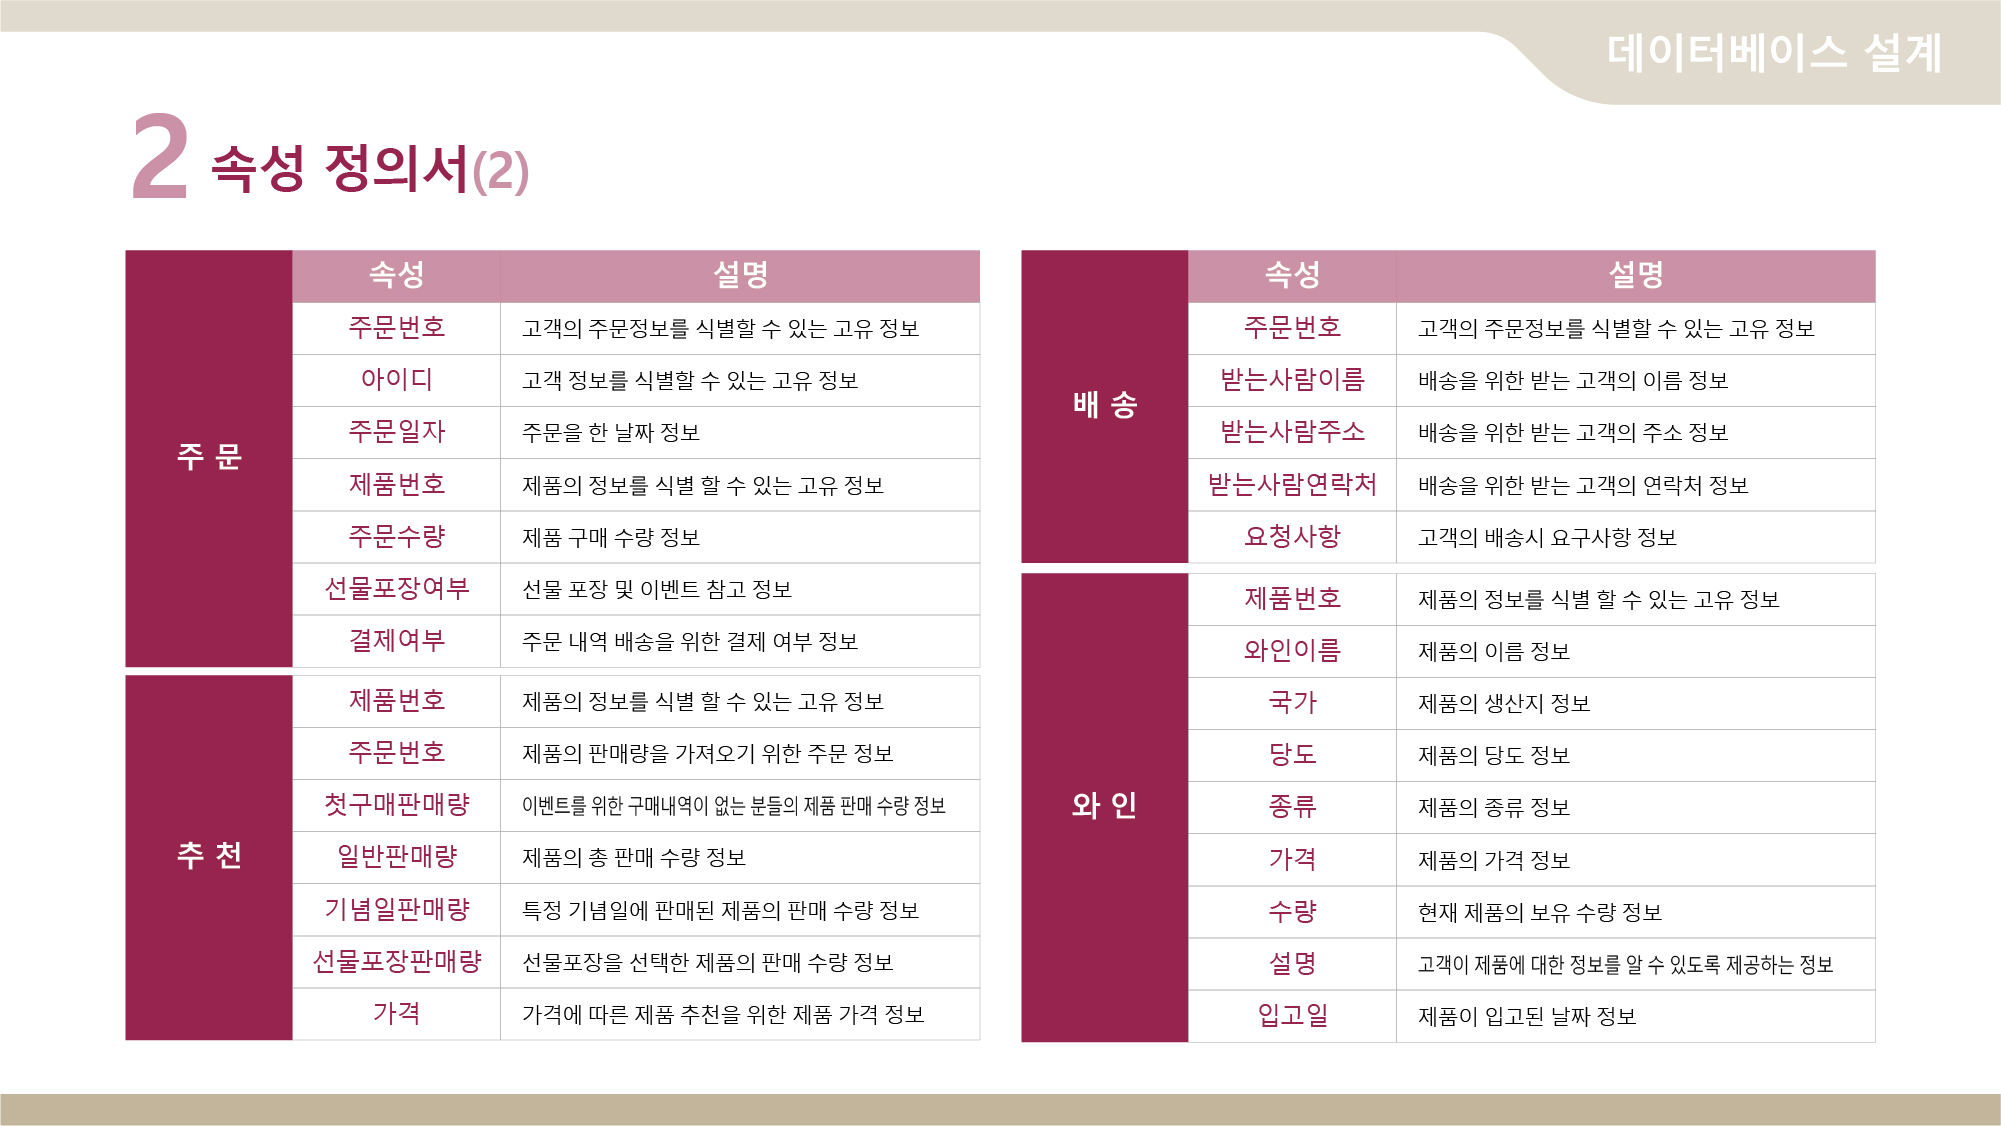 데이터베이스 설계
2 속성 정의서(2)
주 문
속성 설명
주문번호 고객의 주문정보를 식별할 수 있는 고유 정보
아이디 고객 정보를 식별할 수 있는 고유 정보
주문일자 주문을 한 날짜 정보
제품번호 제품의 정보를 식별 할 수 있는 고유 정보
주문수량 제품 구매 수량 정보
선물포장여부 선물 포장 및 이벤트 참고 정보
결제여부 주문 내역 배송을 위한 결제 여부 정보
추 천
제품번호 제품의 정보를 식별 할 수 있는 고유 정보
주문번호 제품의 판매량을 가져오기 위한 주문 정보
첫구매판매량 이벤트를 위한 구매내역이 없는 분들의 제품 판매 수량 정보
일반판매량 제품의 총 판매 수량 정보
기념일판매량 특정 기념일에 판매된 제품의 판매 수량 정보
선물포장판매량 선물포장을 선택한 제품의 판매 수량 정보
가격 가격에 따른 제품 추천을 위한 제품 가격 정보
배 송
속성 설명
주문번호 고객의 주문정보를 식별할 수 있는 고유 정보
받는사람이름 배송을 위한 받는 고객의 이름 정보
받는사람주소 배송을 위한 받는 고객의 주소 정보
받는사람연락처 배송을 위한 받는 고객의 연락처 정보
요청사항 고객의 배송시 요구사항 정보
와 인
제품번호 제품의 정보를 식별 할 수 있는 고유 정보
와인이름 제품의 이름 정보
국가 제품의 생산지 정보
당도 제품의 당도 정보
종류 제품의 종류 정보
가격 제품의 가격 정보
수량 현재 제품의 보유 수량 정보
설명 고객이 제품에 대한 정보를 알 수 있도록 제공하는 정보
입고일 제품이 입고된 날짜 정보